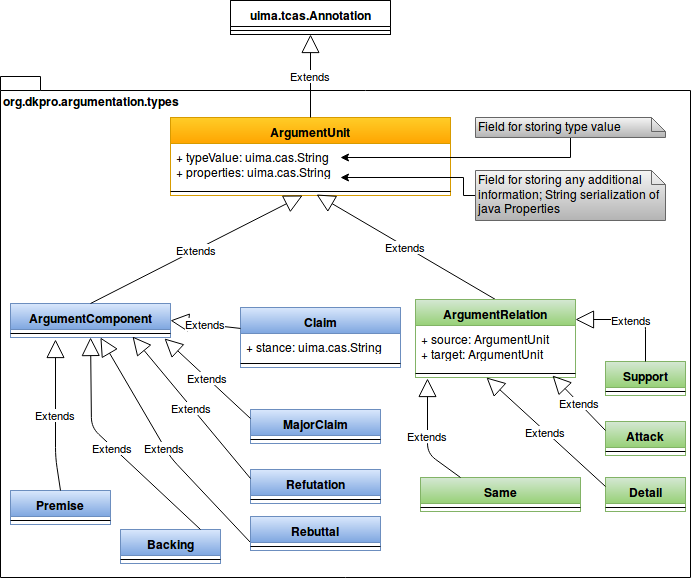 uima.tcas.Annotation
Extends
org.dkpro.argumentation.types
ArgumentUnit
+ typeValue: uima.cas.String
+ properties: uima.cas.String
Field for storing type value
Field for storing any additional
information; String serialization of
java Properties
Extends
Extends
ArgumentComponent
Extends
Claim
+ stance: uima.cas.String
ArgumentRelation
+ source: ArgumentUnit
+ target: ArgumentUnit
Extends
Support
Extends
MajorClaim
Extends
Attack
Extends
Extends
Refutation
Extends
Rebuttal
Extends
Premise
Extends
Backing
Extends
Same
Extends
Detail